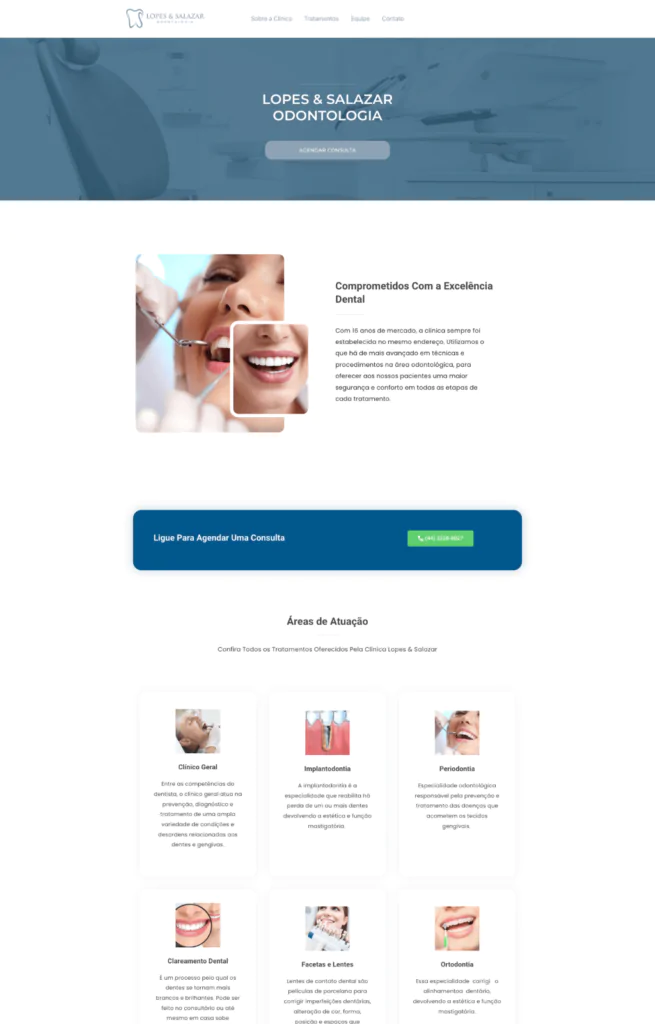 LOPES & SALAZAR
ODONTOLOGIA
Sobre a Clínica Tratamentos Equipe Contato
LOPES & SALAZAR
ODONTOLOGIA
AGENDAR CONSULTA
Comprometidos Com a Excelência
Dental
Com 16 anos de mercado, a clínica sempre foi
estabelecida no mesmo endereço, Utilizamos o
que há de mais avançado em técnicas e
procedimentos na área odontológica, para
oferecer aos nossos pacientes uma maior
segurança e conforto em todas as etapas de
cada tratamento.
Ligue Para Agendar Uma Consulta
Áreas de Atuação
Confira Todos os Tratamentos Oferecidos Pela Clínica Lopes & Salazar
Clínico Geral
Entre as competências do
dentista, o clínico geral atua na
prevenção, diagnóstico e
tratamento de uma ampla
variedade de condições e
desordens relacionadas aos
dentes e gengivas.
Implantodontia
A implantodontia é a
especialidade que reabilita há
perda de um ou mais dentes
devolvendo a estética e função
mastigatória.
Periodontia
Especialidade odontológica
responsável pela prevenção e
tratamento das doenças que
acometem os tecidos
gengivais.
Clareamento Dental
É um processo pelo qual os
dentes se tornam mais
brancos e brilhantes. Pode ser
feito no consultório ou até
mesmo em casa sobe
Facetas e Lentes
Lentes de contato dental são
películas de porcelana para
corrigir imperfeições dentárias,
alteração de cor, forma,
posição e espaços que
Ortodontia
Essa especialidade corrigi o
alinhamentoo dentário,
devolvendo a estética e função
mastigatória.